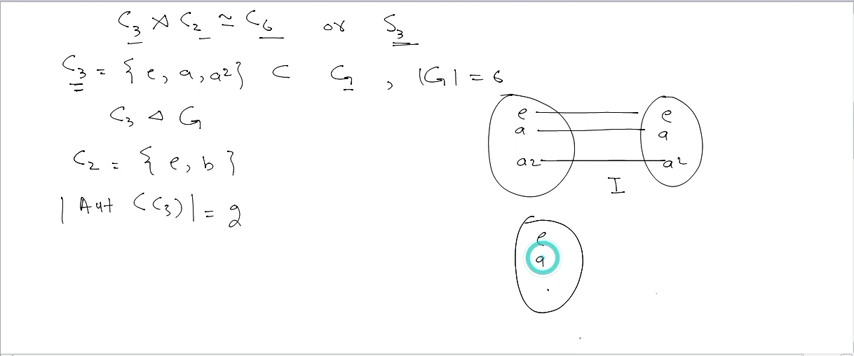 C₃ ⋊ C₂ ≃ C₆ or S₃
C₃ = { e, a, a² } ⊂ G , |G| = 6
C₃ ⊲ G
C₂ = { e, b }
| Aut (C₃) | = 2
e e
a a
a² a²
I
e
a